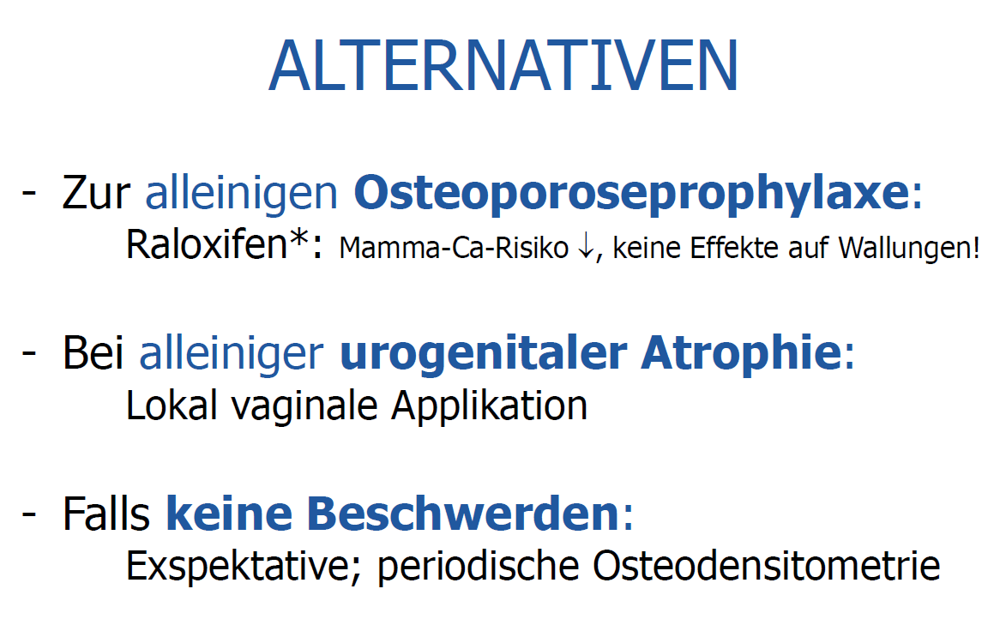 ALTERNATIVEN
- Zur alleinigen Osteoporoseprophylaxe:
Raloxifen*: Mamma-Ca-Risiko ↓, keine Effekte auf Wallungen!
- Bei alleiniger urogenitaler Atrophie:
Lokal vaginale Applikation
- Falls keine Beschwerden:
Exspektative; periodische Osteodensitometrie